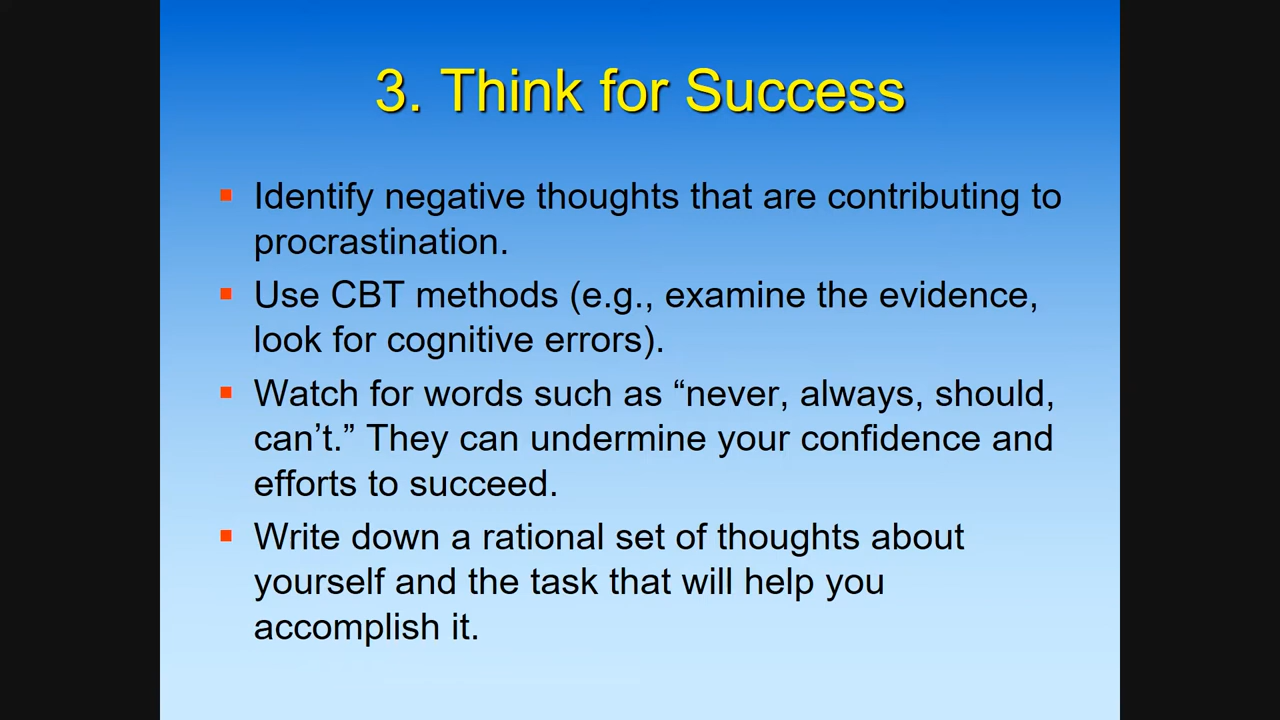 3. Think for Success
Identify negative thoughts that are contributing to
procrastination.
Use CBT methods (e.g., examine the evidence,
look for cognitive errors).
Watch for words such as “never, always, should,
can’t.” They can undermine your confidence and
efforts to succeed.
Write down a rational set of thoughts about
yourself and the task that will help you
accomplish it.